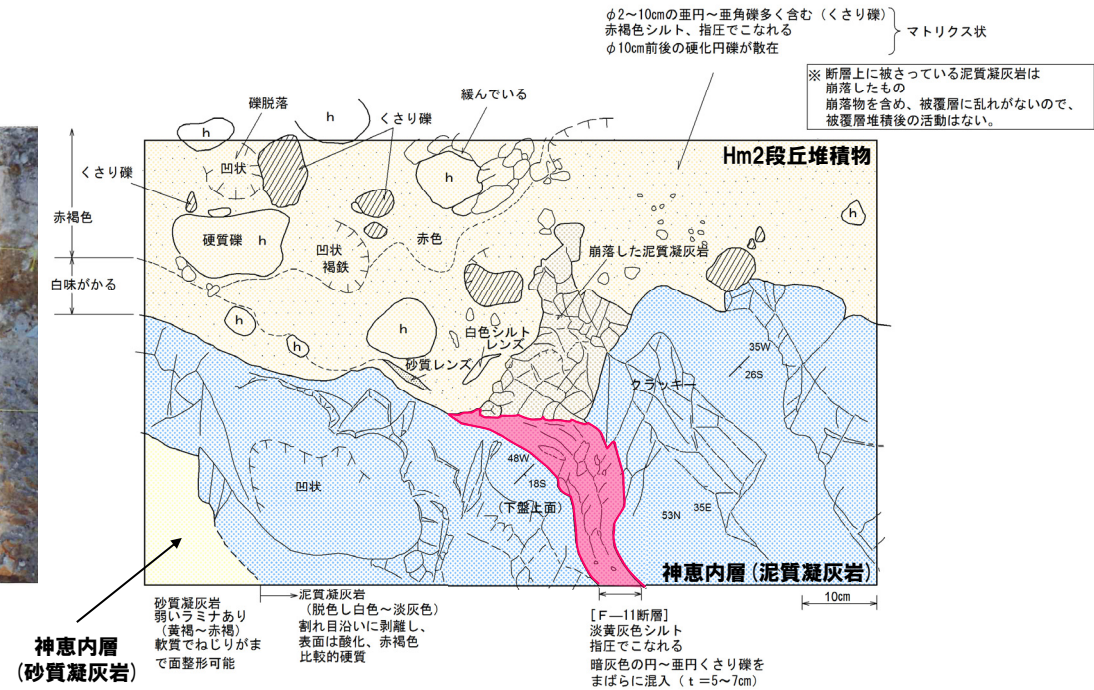 φ2～10cmの亜円～亜角礫多く含む（くさり礫）
赤褐色シルト、指圧でこなれる
φ10cm前後の硬化円礫が散在
マトリクス状
※ 断層上に被さっている泥質凝灰岩は
崩落したもの
崩落物を含め、被覆層に乱れがないので、
被覆層堆積後の活動はない。
礫脱落
h
h
くさり礫
緩んでいる
Hm2段丘堆積物
くさり礫
凹状
h
h
赤褐色
硬質礫 h
凹状
褐鉄
赤色
崩落した泥質凝灰岩
白味がかる
h
h
h
白色シルト
レンズ
砂質レンズ
クラッキー
35W
26S
48W
18S
(下盤上面)
凹状
53N
35E
神恵内層(泥質凝灰岩)
10cm
神恵内層
(砂質凝灰岩)
砂質凝灰岩
弱いラミナあり
（黄褐～赤褐）
軟質でねじりがま
で面整形可能
泥質凝灰岩
（脱色し白色～淡灰色）
割れ目沿いに剥離し、
表面は酸化、赤褐色
比較的硬質
[F―11断層]
淡黄灰色シルト
指圧でこなれる
暗灰色の円～亜円くさり礫を
まばらに混入（ｔ＝5～7cm）